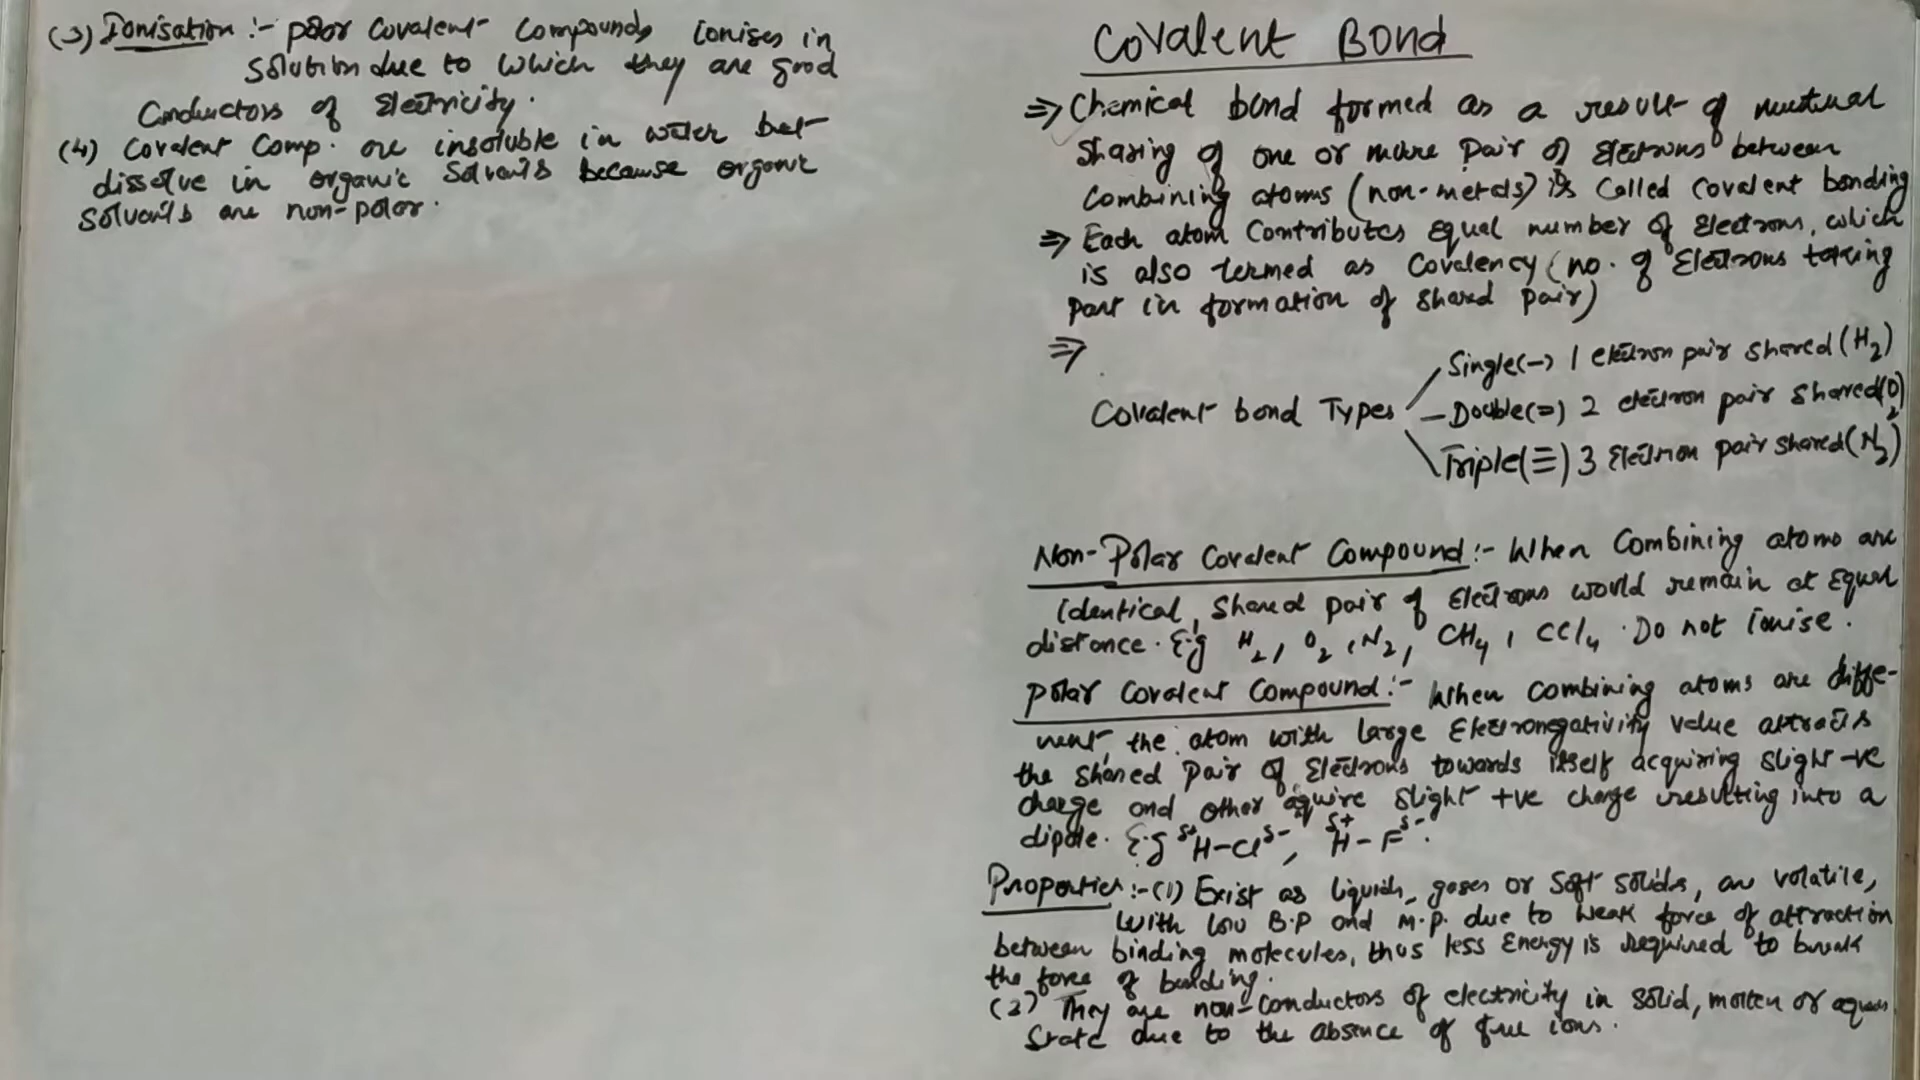 Covalent Bond
⇒ Chemical bond formed as a result of mutual
sharing of one or more pair of electrons between
combining atoms (non-metals) is called covalent bonding
⇒ Each atom contributes equal number of electrons, which
is also termed as covalency (no. of electrons taking
part in formation of shared pair)
⇒
Single(-) 1 electron pair shared (H2)
Covalent bond Types - Double(=) 2 electron pair shared (O2)
Triple(≡) 3 electron pair shared (N2)
Non-Polar Covalent Compound:- When combining atoms are
identical, shared pair of electrons would remain at equal
distance. E.g H2, O2, N2, CH4, CCl4. Do not ionise.
Polar Covalent Compound:- When combining atoms are diffe-
rent, the atom with large Electronegativity value attracts
the shared pair of electrons towards itself acquiring slight -ve
charge and other aquire slight +ve charge resulting into a
dipole. E.g δ+H-Clδ-, δ+H-Fδ-.
Properties:- (1) Exist as liquids, gases or soft solids, are volatile,
with low B.P and M.P. due to weak force of attraction
between binding molecules, thus less energy is required to break
the force of bonding.
(2) They are non-conductors of electricity in solid, molten or aqueous
state due to the absence of free ions.
(3) Ionisation:- polar covalent compounds ionises in
solution due to which they are good
conductors of electricity.
(4) Covalent comp. are insoluble in water but
dissolve in organic solvents because organic
solvents are non-polar.